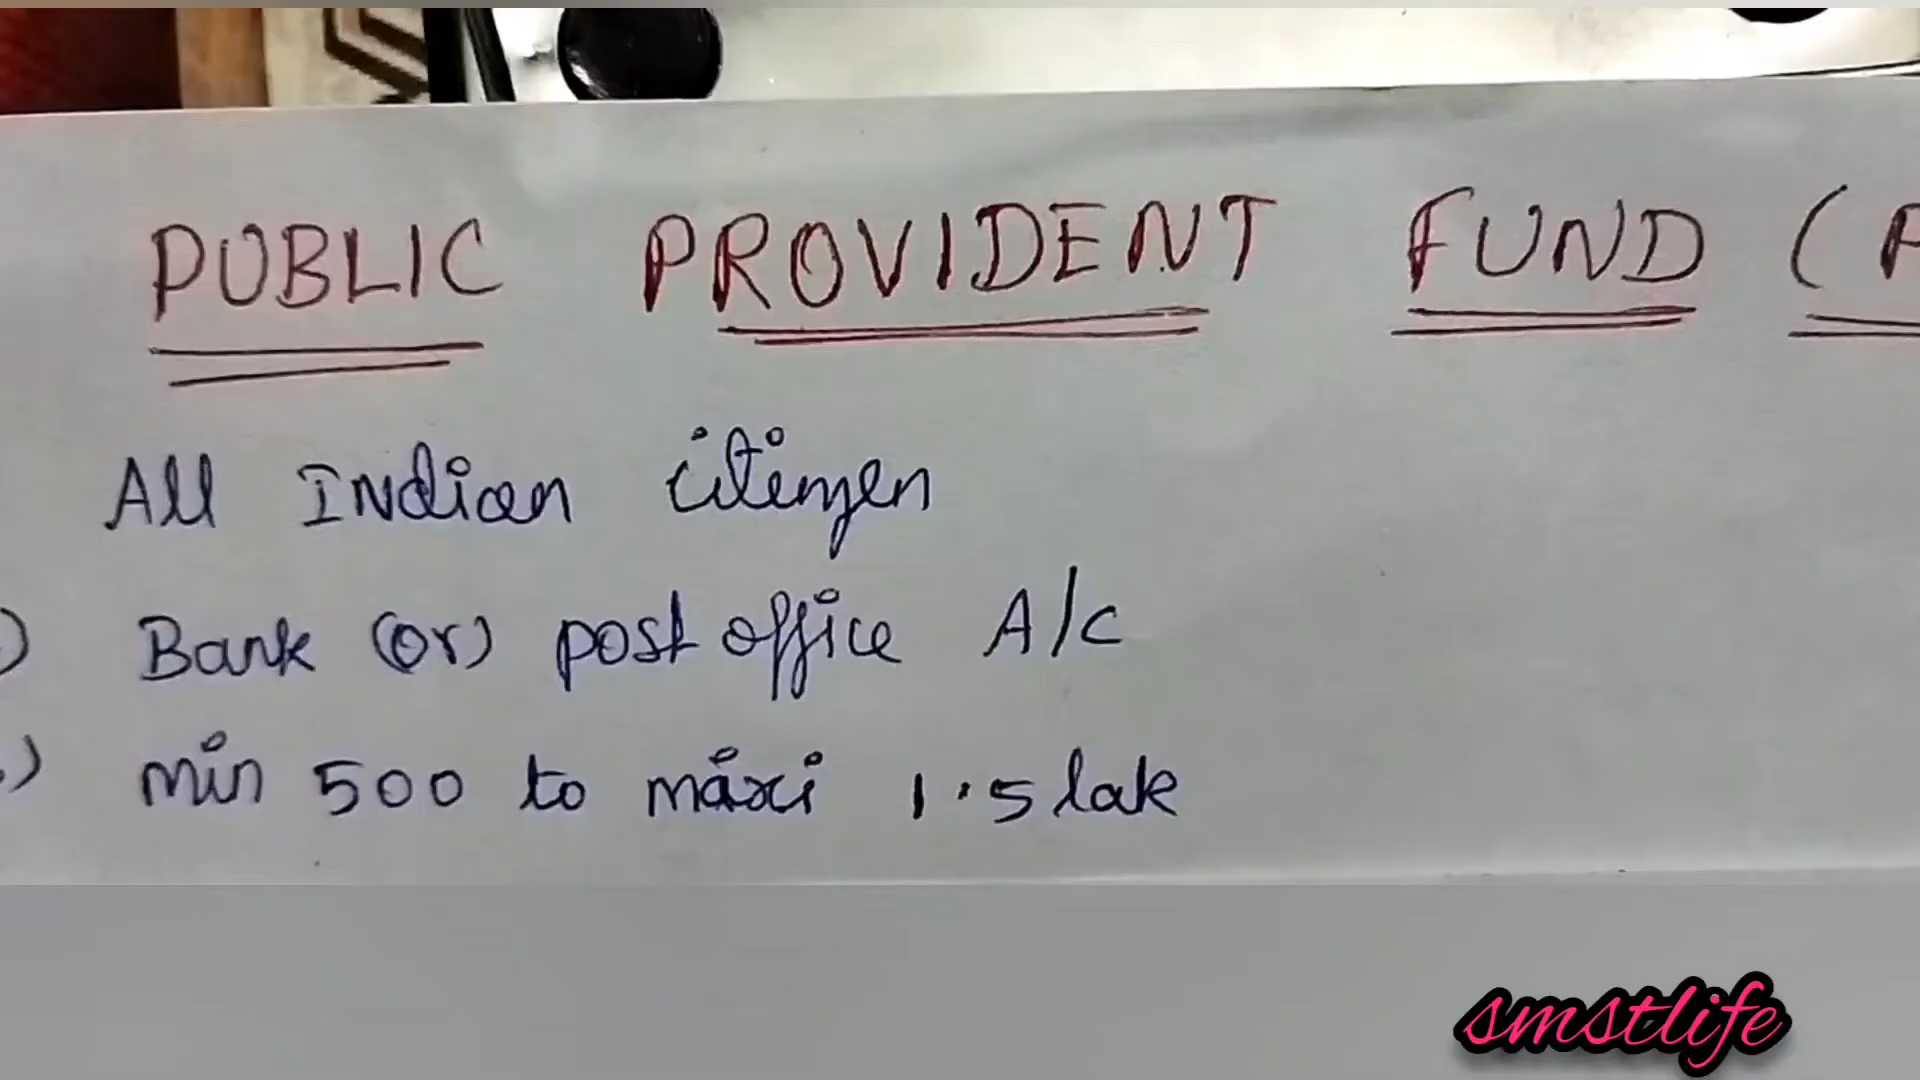 PUBLIC PROVIDENT FUND (P
All Indian citizen
) Bank (or) post office A/c
.) min 500 to maxi 1.5 lak
smstlife